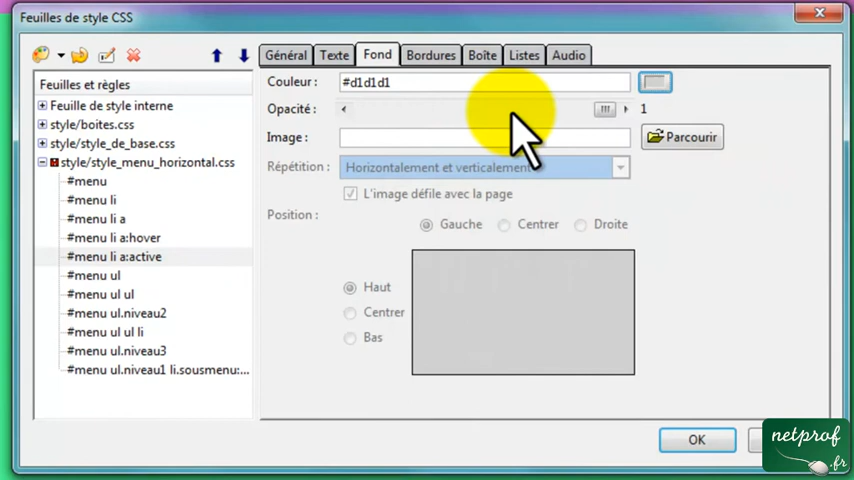 Feuilles de style CSS
Général Texte Fond Bordures Boîte Listes Audio
Feuilles et règles
Feuille de style interne
style/boites.css
style/style_de_base.css
style/style_menu_horizontal.css
#menu
#menu li
#menu li a
#menu li a:hover
#menu li a:active
#menu ul
#menu ul ul
#menu ul.niveau2
#menu ul ul li
#menu ul.niveau3
#menu ul.niveau1 li.sousmenu:...
Couleur : #d1d1d1
Opacité : 1
Image : Parcourir
Répétition : Horizontalement et verticalement
L'image défile avec la page
Position :
Gauche Centrer Droite
Haut
Centrer
Bas
OK
netprof
.fr